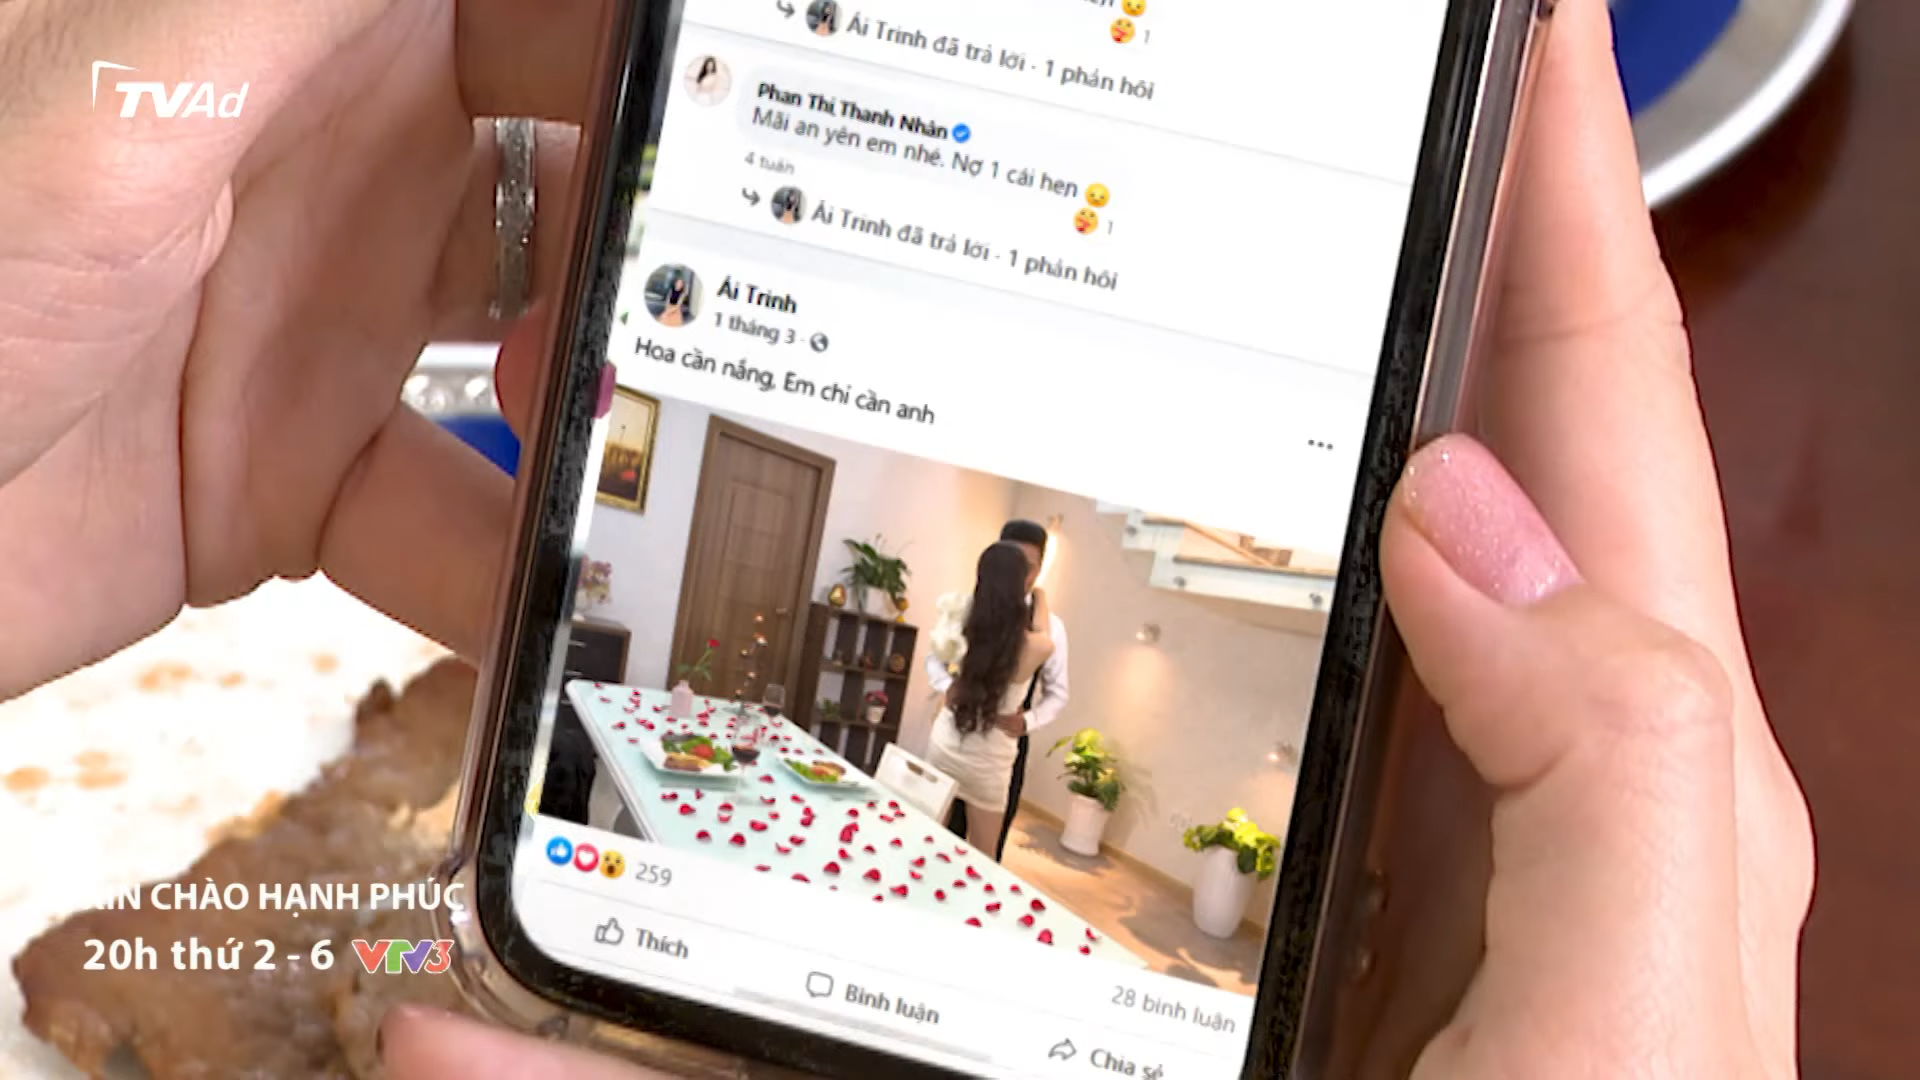 TVAd
Ái Trinh đã trả lời · 1 phản hồi
1
Phan Thị Thanh Nhàn
Mãi an yên em nhé. Nợ 1 cái hen
4 tuần
1
Ái Trinh đã trả lời · 1 phản hồi
Ái Trinh
1 tháng 3 ·
Hoa cần nắng, Em chỉ cần anh
259
28 bình luận
Thích
Bình luận
Chia sẻ
XIN CHÀO HẠNH PHÚC
20h thứ 2 - 6 VTV3